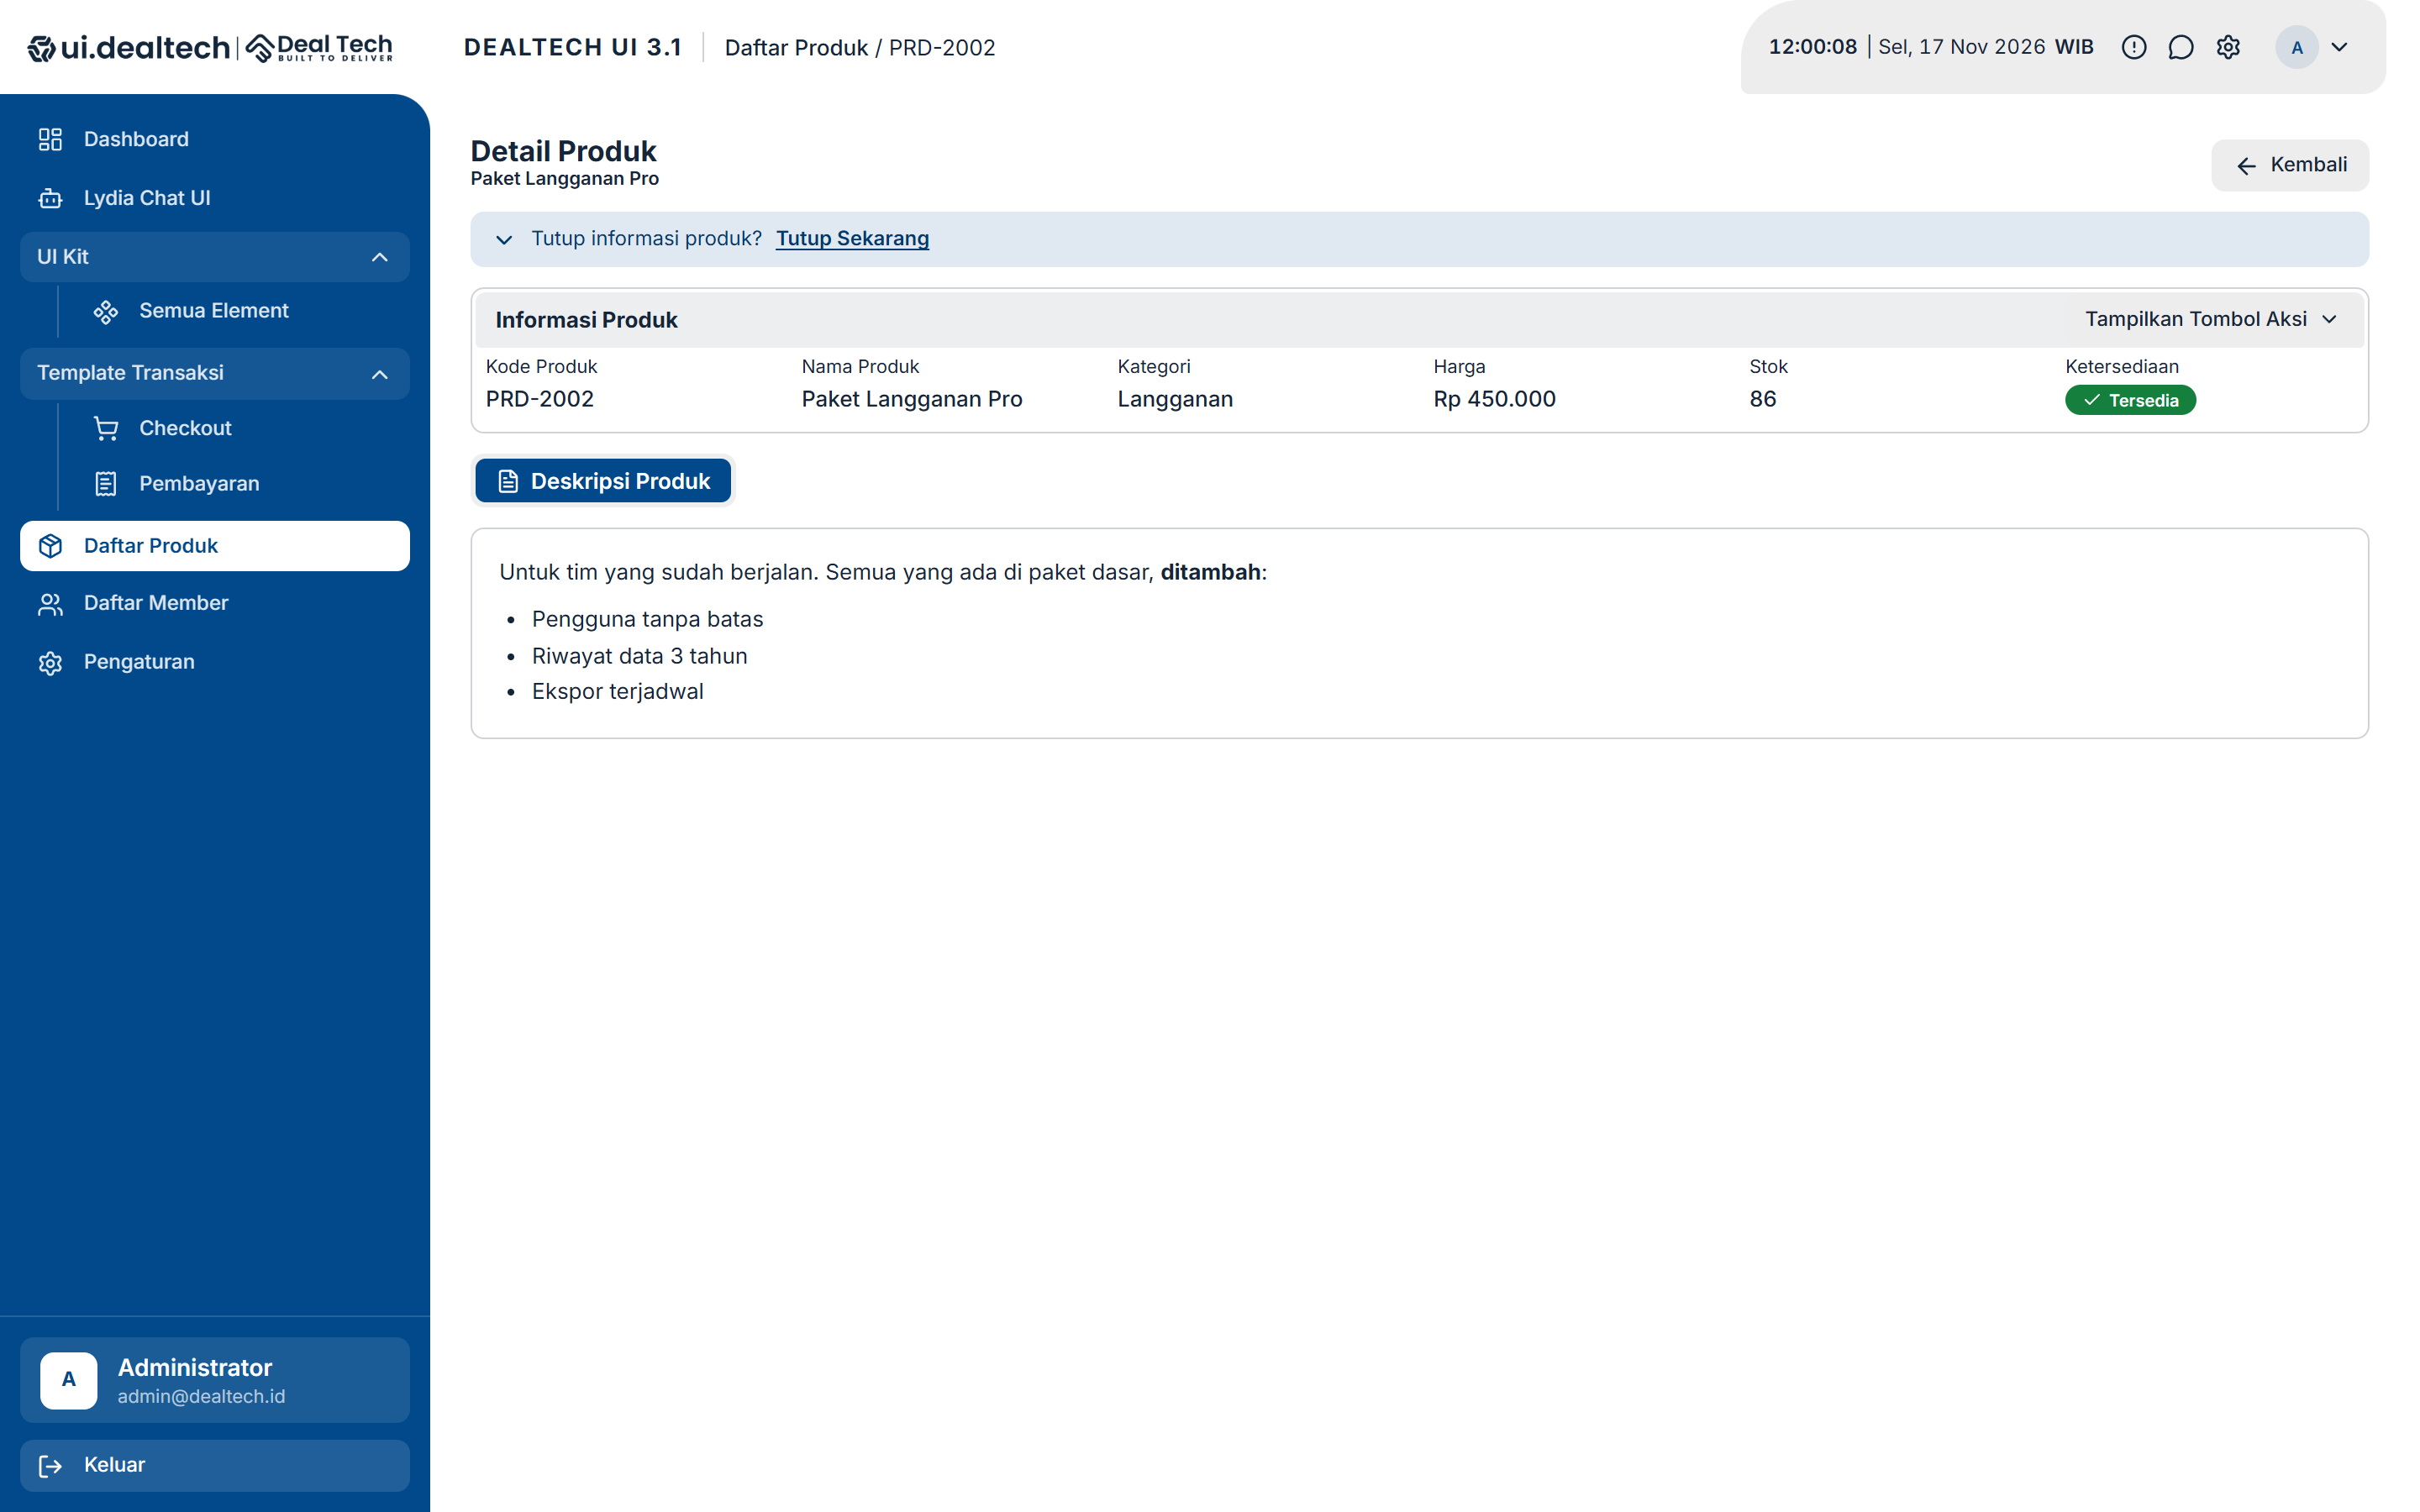 ui.dealtech | Deal Tech
BUILT TO DELIVER
DEALTECH UI 3.1
Daftar Produk / PRD-2002
12:00:08 | Sel, 17 Nov 2026 WIB
A
Dashboard
Lydia Chat UI
UI Kit
Semua Element
Template Transaksi
Checkout
Pembayaran
Daftar Produk
Daftar Member
Pengaturan
Administrator
A
admin@dealtech.id
Keluar
Detail Produk
Paket Langganan Pro
Kembali
Tutup informasi produk? Tutup Sekarang
Informasi Produk
Tampilkan Tombol Aksi
Kode Produk
PRD-2002
Nama Produk
Paket Langganan Pro
Kategori
Langganan
Harga
Rp 450.000
Stok
86
Ketersediaan
Tersedia
Deskripsi Produk
Untuk tim yang sudah berjalan. Semua yang ada di paket dasar, ditambah:
• Pengguna tanpa batas
• Riwayat data 3 tahun
• Ekspor terjadwal